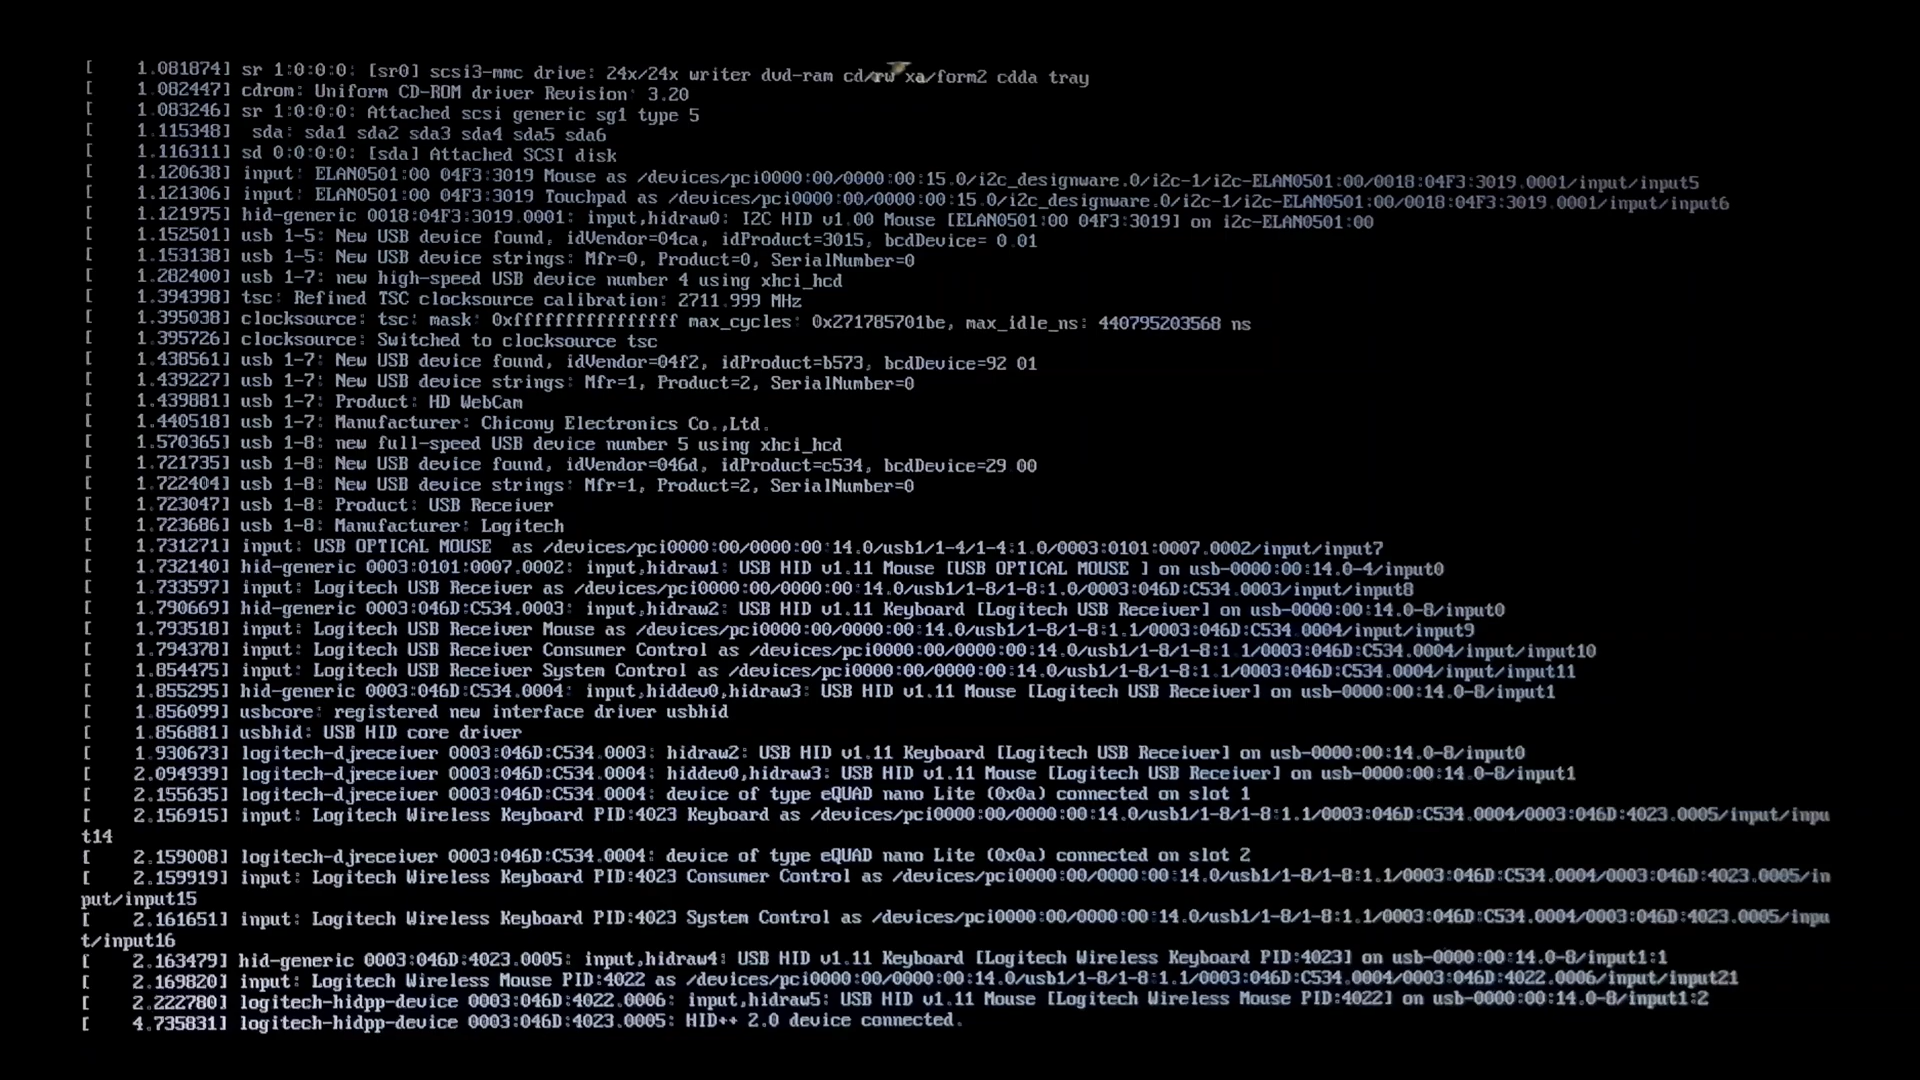 [    1.081874] sr 1:0:0:0: [sr0] scsi3-mmc drive: 24x/24x writer dvd-ram cd/rw xa/form2 cdda tray
[    1.082447] cdrom: Uniform CD-ROM driver Revision: 3.20
[    1.083246] sr 1:0:0:0: Attached scsi generic sg1 type 5
[    1.115348]  sda: sda1 sda2 sda3 sda4 sda5 sda6
[    1.116311] sd 0:0:0:0: [sda] Attached SCSI disk
[    1.120638] input: ELAN0501:00 04F3:3019 Mouse as /devices/pci0000:00/0000:00:15.0/i2c_designware.0/i2c-1/i2c-ELAN0501:00/0018:04F3:3019.0001/input/input5
[    1.121306] input: ELAN0501:00 04F3:3019 Touchpad as /devices/pci0000:00/0000:00:15.0/i2c_designware.0/i2c-1/i2c-ELAN0501:00/0018:04F3:3019.0001/input/input6
[    1.121975] hid-generic 0018:04F3:3019.0001: input,hidraw0: I2C HID v1.00 Mouse [ELAN0501:00 04F3:3019] on i2c-ELAN0501:00
[    1.152501] usb 1-5: New USB device found, idVendor=04ca, idProduct=3015, bcdDevice= 0.01
[    1.153138] usb 1-5: New USB device strings: Mfr=0, Product=0, SerialNumber=0
[    1.282400] usb 1-7: new high-speed USB device number 4 using xhci_hcd
[    1.394398] tsc: Refined TSC clocksource calibration: 2711.999 MHz
[    1.395038] clocksource: tsc: mask: 0xffffffffffffffff max_cycles: 0x271785701be, max_idle_ns: 440795203568 ns
[    1.395726] clocksource: Switched to clocksource tsc
[    1.438561] usb 1-7: New USB device found, idVendor=04f2, idProduct=b573, bcdDevice=92.01
[    1.439227] usb 1-7: New USB device strings: Mfr=1, Product=2, SerialNumber=0
[    1.439881] usb 1-7: Product: HD WebCam
[    1.440518] usb 1-7: Manufacturer: Chicony Electronics Co.,Ltd.
[    1.570365] usb 1-8: new full-speed USB device number 5 using xhci_hcd
[    1.721735] usb 1-8: New USB device found, idVendor=046d, idProduct=c534, bcdDevice=29.00
[    1.722404] usb 1-8: New USB device strings: Mfr=1, Product=2, SerialNumber=0
[    1.723047] usb 1-8: Product: USB Receiver
[    1.723686] usb 1-8: Manufacturer: Logitech
[    1.731271] input: USB OPTICAL MOUSE  as /devices/pci0000:00/0000:00:14.0/usb1/1-4/1-4:1.0/0003:0101:0007.0002/input/input7
[    1.732140] hid-generic 0003:0101:0007.0002: input,hidraw1: USB HID v1.11 Mouse [USB OPTICAL MOUSE ] on usb-0000:00:14.0-4/input0
[    1.733597] input: Logitech USB Receiver as /devices/pci0000:00/0000:00:14.0/usb1/1-8/1-8:1.0/0003:046D:C534.0003/input/input8
[    1.790669] hid-generic 0003:046D:C534.0003: input,hidraw2: USB HID v1.11 Keyboard [Logitech USB Receiver] on usb-0000:00:14.0-8/input0
[    1.793518] input: Logitech USB Receiver Mouse as /devices/pci0000:00/0000:00:14.0/usb1/1-8/1-8:1.1/0003:046D:C534.0004/input/input9
[    1.794378] input: Logitech USB Receiver Consumer Control as /devices/pci0000:00/0000:00:14.0/usb1/1-8/1-8:1.1/0003:046D:C534.0004/input/input10
[    1.854475] input: Logitech USB Receiver System Control as /devices/pci0000:00/0000:00:14.0/usb1/1-8/1-8:1.1/0003:046D:C534.0004/input/input11
[    1.855295] hid-generic 0003:046D:C534.0004: input,hiddev0,hidraw3: USB HID v1.11 Mouse [Logitech USB Receiver] on usb-0000:00:14.0-8/input1
[    1.856099] usbcore: registered new interface driver usbhid
[    1.856881] usbhid: USB HID core driver
[    1.930673] logitech-djreceiver 0003:046D:C534.0003: hidraw2: USB HID v1.11 Keyboard [Logitech USB Receiver] on usb-0000:00:14.0-8/input0
[    2.094939] logitech-djreceiver 0003:046D:C534.0004: hiddev0,hidraw3: USB HID v1.11 Mouse [Logitech USB Receiver] on usb-0000:00:14.0-8/input1
[    2.155635] logitech-djreceiver 0003:046D:C534.0004: device of type eQUAD nano Lite (0x0a) connected on slot 1
[    2.156915] input: Logitech Wireless Keyboard PID:4023 Keyboard as /devices/pci0000:00/0000:00:14.0/usb1/1-8/1-8:1.1/0003:046D:C534.0004/0003:046D:4023.0005/input/inpu
t14
[    2.159008] logitech-djreceiver 0003:046D:C534.0004: device of type eQUAD nano Lite (0x0a) connected on slot 2
[    2.159919] input: Logitech Wireless Keyboard PID:4023 Consumer Control as /devices/pci0000:00/0000:00:14.0/usb1/1-8/1-8:1.1/0003:046D:C534.0004/0003:046D:4023.0005/in
put/input15
[    2.161651] input: Logitech Wireless Keyboard PID:4023 System Control as /devices/pci0000:00/0000:00:14.0/usb1/1-8/1-8:1.1/0003:046D:C534.0004/0003:046D:4023.0005/inpu
t/input16
[    2.163479] hid-generic 0003:046D:4023.0005: input,hidraw4: USB HID v1.11 Keyboard [Logitech Wireless Keyboard PID:4023] on usb-0000:00:14.0-8/input1:1
[    2.169820] input: Logitech Wireless Mouse PID:4022 as /devices/pci0000:00/0000:00:14.0/usb1/1-8/1-8:1.1/0003:046D:C534.0004/0003:046D:4022.0006/input/input21
[    2.222780] logitech-hidpp-device 0003:046D:4022.0006: input,hidraw5: USB HID v1.11 Mouse [Logitech Wireless Mouse PID:4022] on usb-0000:00:14.0-8/input1:2
[    4.735831] logitech-hidpp-device 0003:046D:4023.0005: HID++ 2.0 device connected.